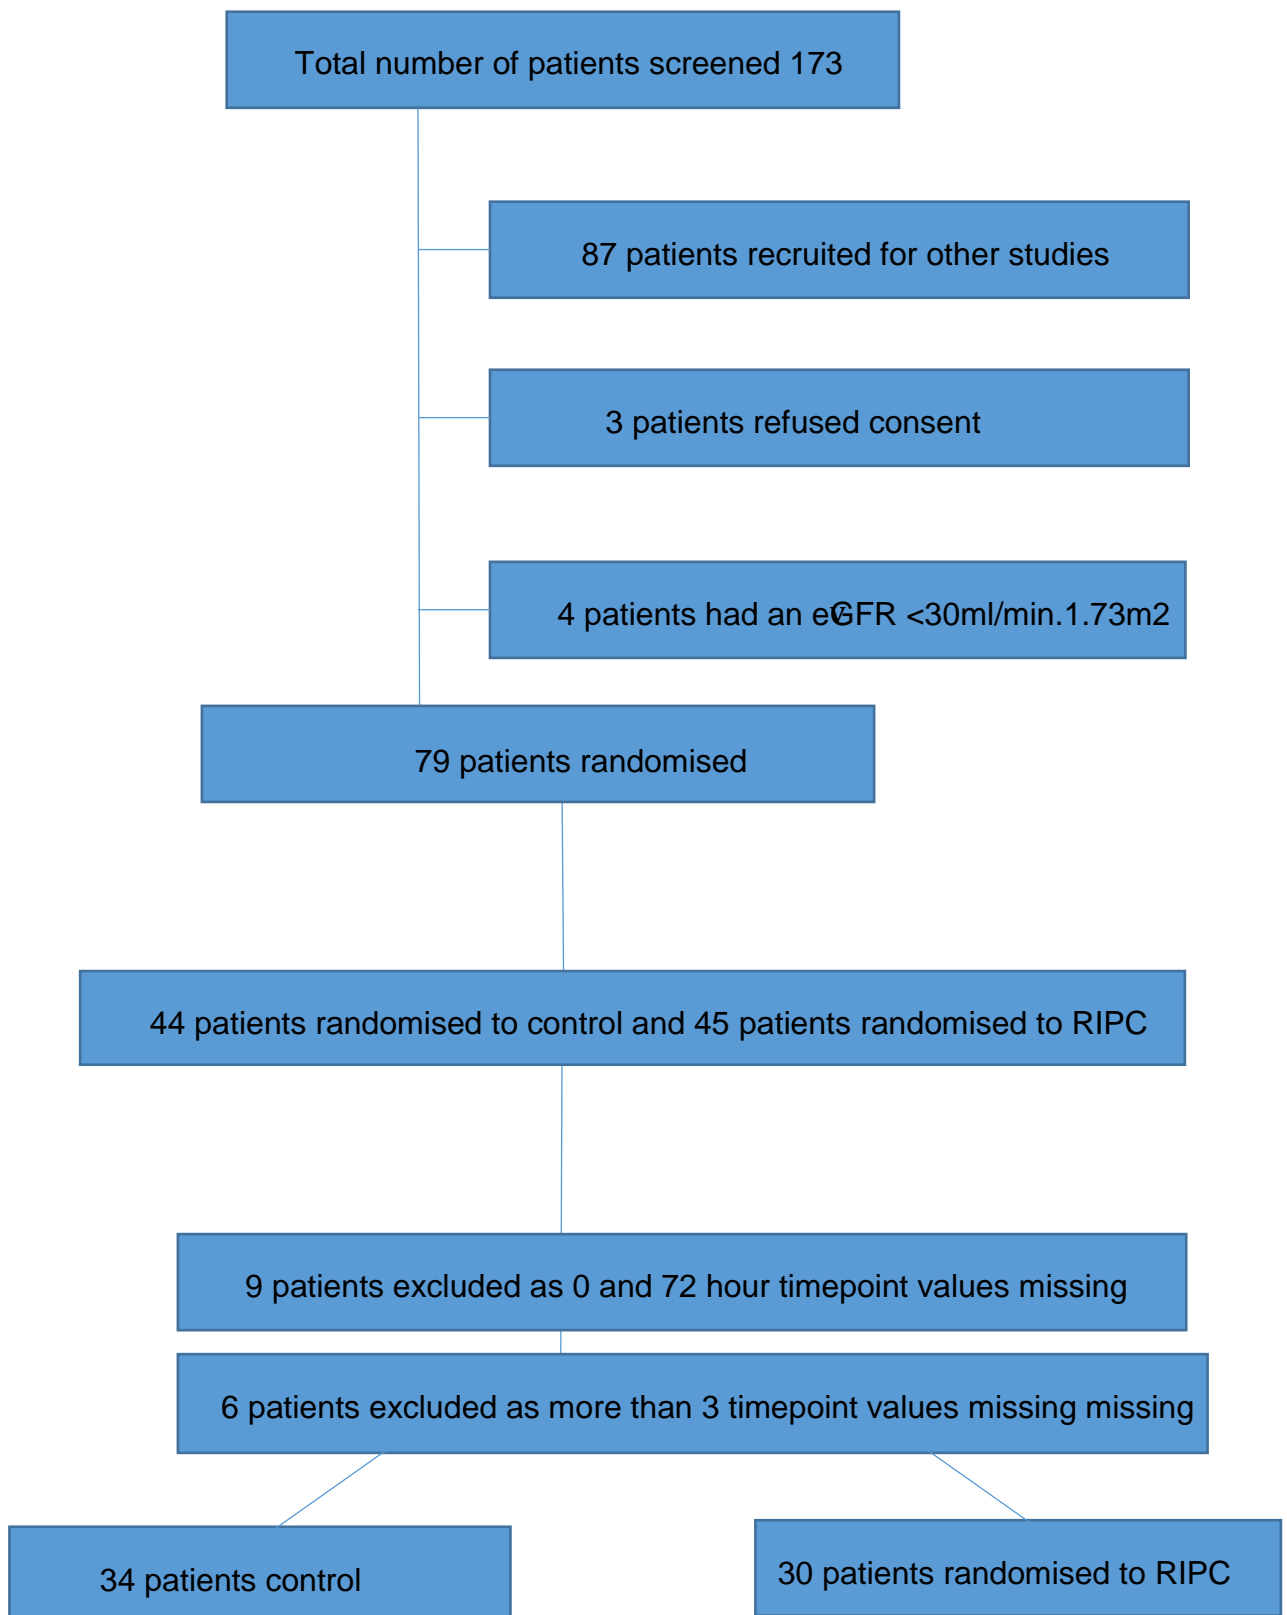 Total number of patients screened 173
87 patients recruited for other studies
3 patients refused consent
4 patients had an evGFR <30ml/min.1.73m2
79 patients randomised
44 patients randomised to control and 45 patients randomised to RIPC
9 patients excluded as 0 and 72 hour timepoint values missing
6 patients excluded as more than 3 timepoint values missing missing
34 patients control
30 patients randomised to RIPC